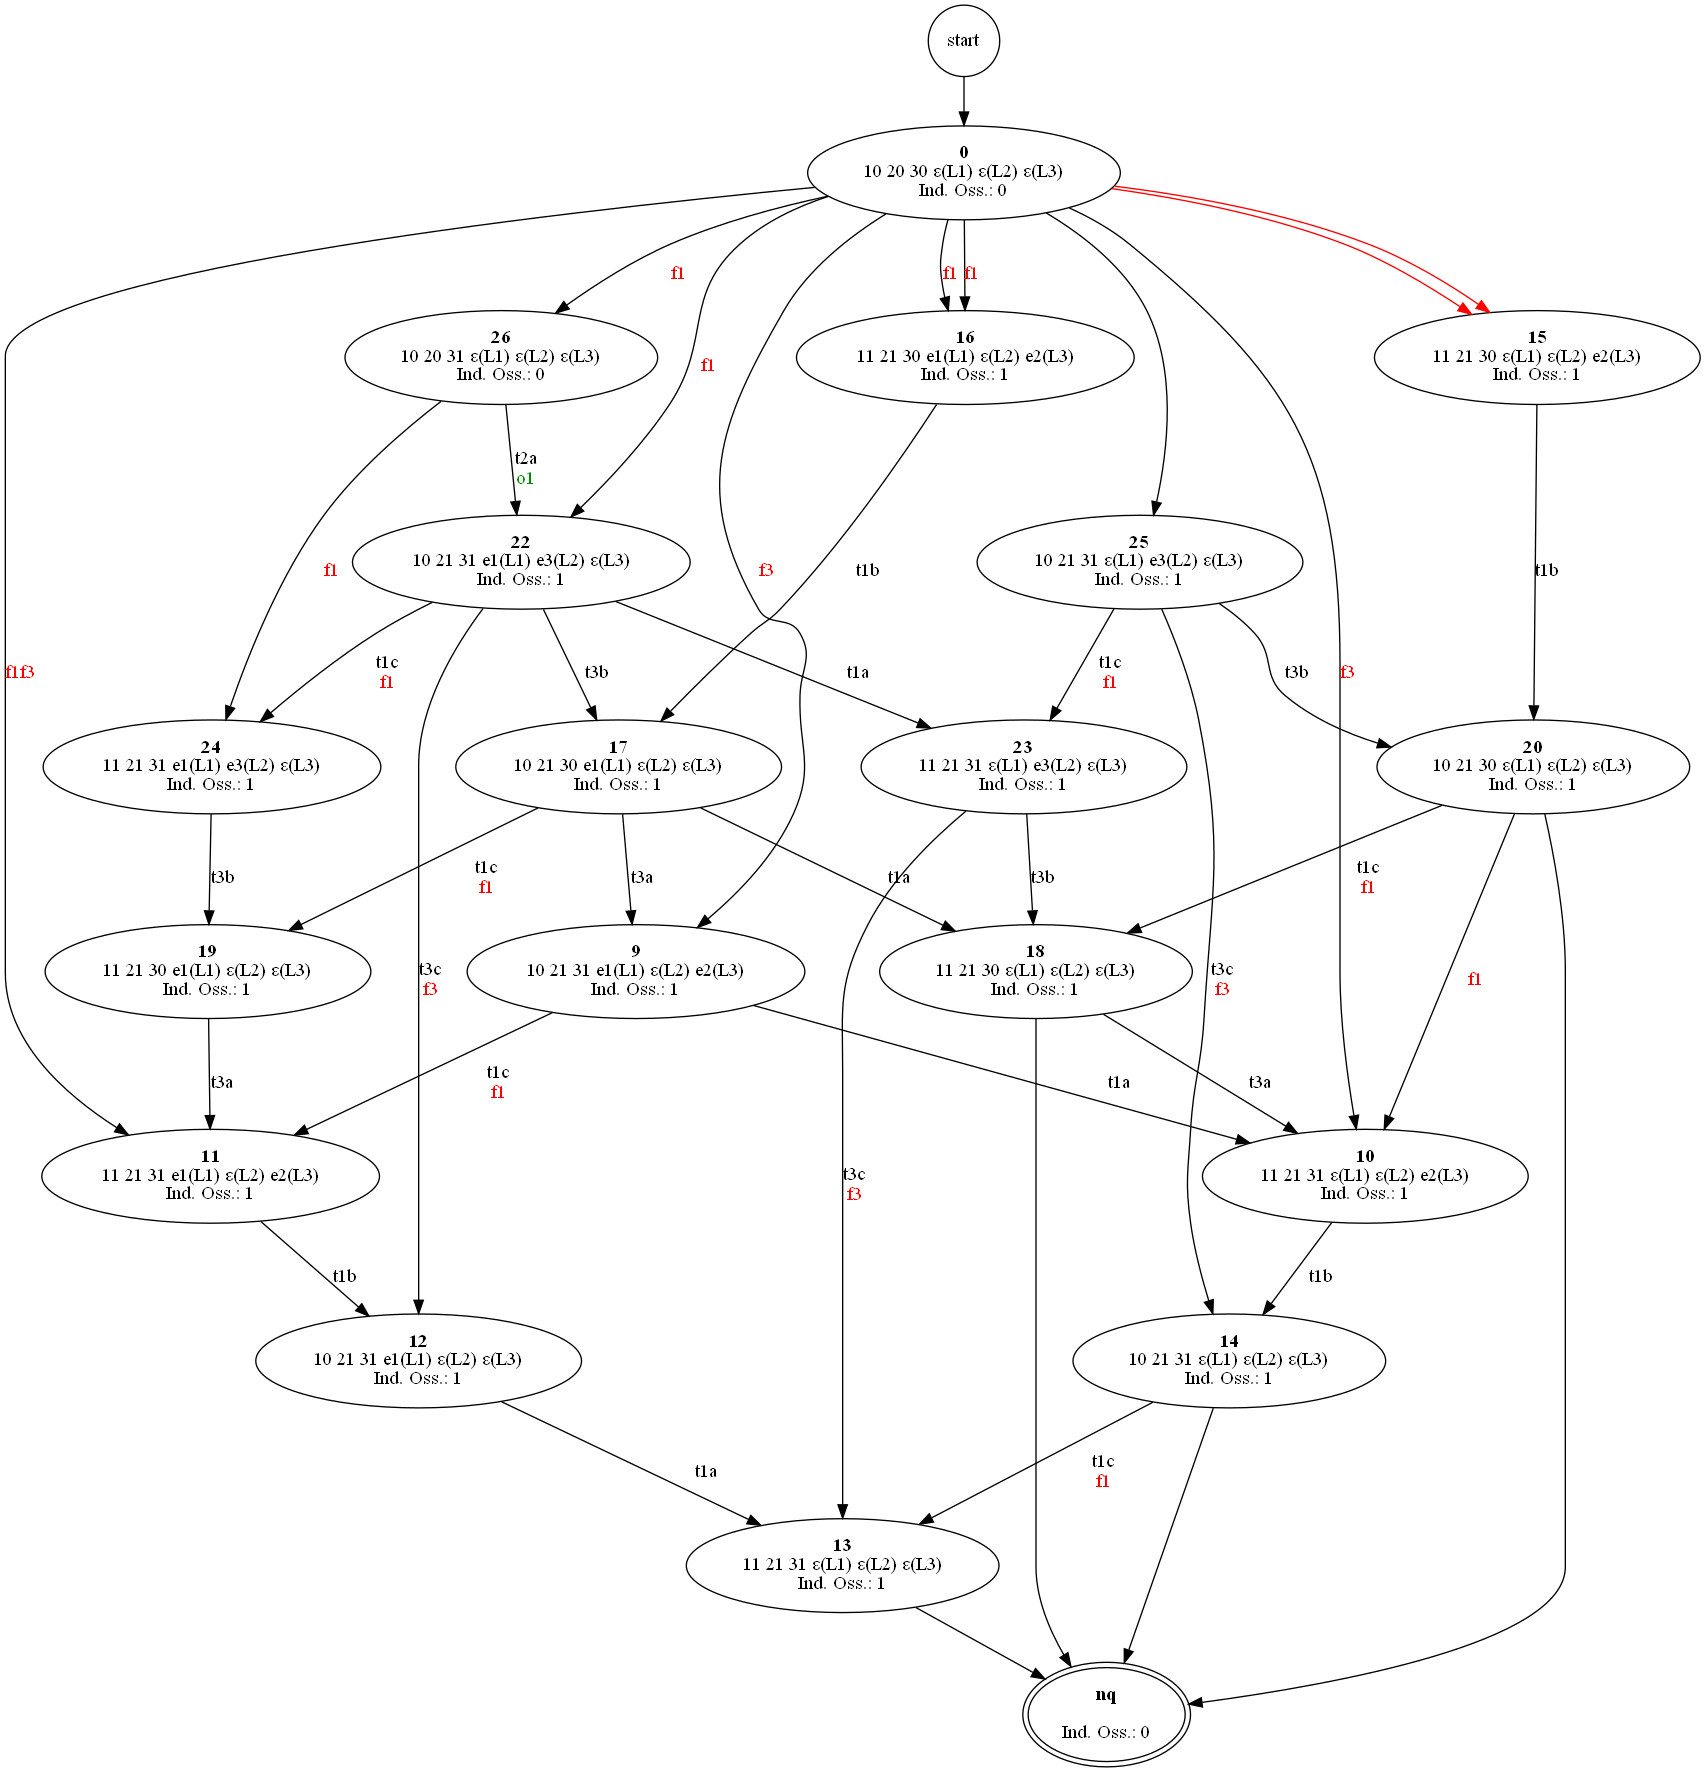 start
0
10 20 30 ε(L1) ε(L2) ε(L3)
Ind. Oss.: 0
f1
f1
f1
26
10 20 31 ε(L1) ε(L2) ε(L3)
Ind. Oss.: 0
16
11 21 30 e1(L1) ε(L2) e2(L3)
Ind. Oss.: 1
15
11 21 30 ε(L1) ε(L2) e2(L3)
Ind. Oss.: 1
f1
t2a
o1
22
10 21 31 e1(L1) e3(L2) ε(L3)
Ind. Oss.: 1
25
10 21 31 ε(L1) e3(L2) ε(L3)
Ind. Oss.: 1
f1
f3
t1b
t1b
f1f3
t1c
f1
t3b
t1a
t1c
f1
t3b
f3
24
11 21 31 e1(L1) e3(L2) ε(L3)
Ind. Oss.: 1
17
10 21 30 e1(L1) ε(L2) ε(L3)
Ind. Oss.: 1
23
11 21 31 ε(L1) e3(L2) ε(L3)
Ind. Oss.: 1
20
10 21 30 ε(L1) ε(L2) ε(L3)
Ind. Oss.: 1
t3b
t1c
f1
t3a
t1a
t3b
t1c
f1
19
11 21 30 e1(L1) ε(L2) ε(L3)
Ind. Oss.: 1
t3c
f3
9
10 21 31 e1(L1) ε(L2) e2(L3)
Ind. Oss.: 1
18
11 21 30 ε(L1) ε(L2) ε(L3)
Ind. Oss.: 1
t3c
f3
f1
t3a
t1c
f1
t1a
t3a
11
11 21 31 e1(L1) ε(L2) e2(L3)
Ind. Oss.: 1
t3c
f3
10
11 21 31 ε(L1) ε(L2) e2(L3)
Ind. Oss.: 1
t1b
t1b
12
10 21 31 e1(L1) ε(L2) ε(L3)
Ind. Oss.: 1
14
10 21 31 ε(L1) ε(L2) ε(L3)
Ind. Oss.: 1
t1a
t1c
f1
13
11 21 31 ε(L1) ε(L2) ε(L3)
Ind. Oss.: 1
nq
Ind. Oss.: 0